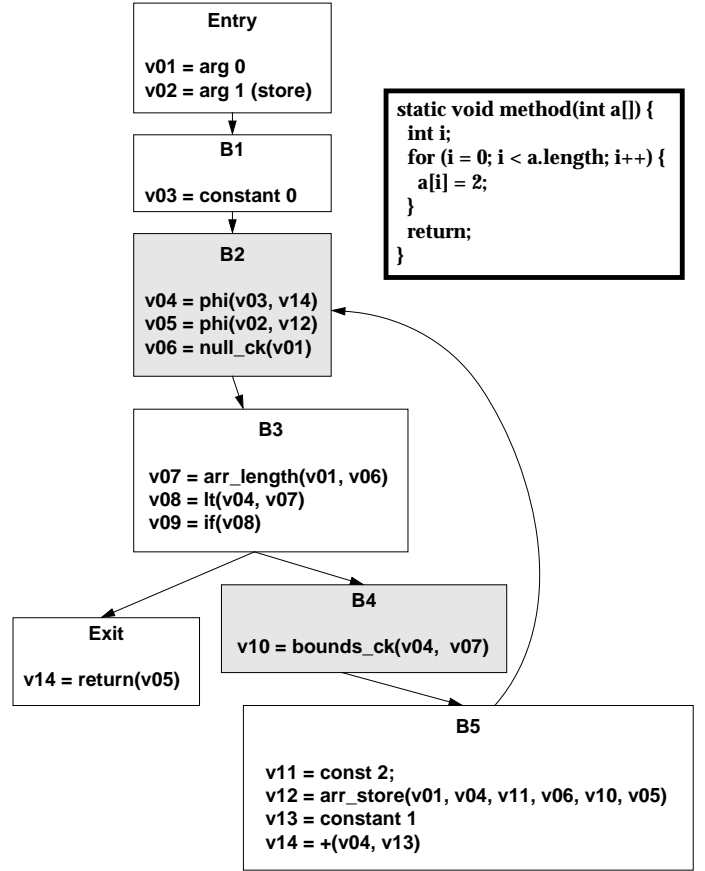 Entry
v01 = arg 0
v02 = arg 1 (store)
static void method(int a[]) {
int i;
for (i = 0; i < a.length; i++) {
a[i] = 2;
}
return;
}
B1
v03 = constant 0
B2
v04 = phi(v03, v14)
v05 = phi(v02, v12)
v06 = null_ck(v01)
B3
v07 = arr_length(v01, v06)
v08 = lt(v04, v07)
v09 = if(v08)
B4
v10 = bounds_ck(v04, v07)
Exit
v14 = return(v05)
B5
v11 = const 2;
v12 = arr_store(v01, v04, v11, v06, v10, v05)
v13 = constant 1
v14 = +(v04, v13)